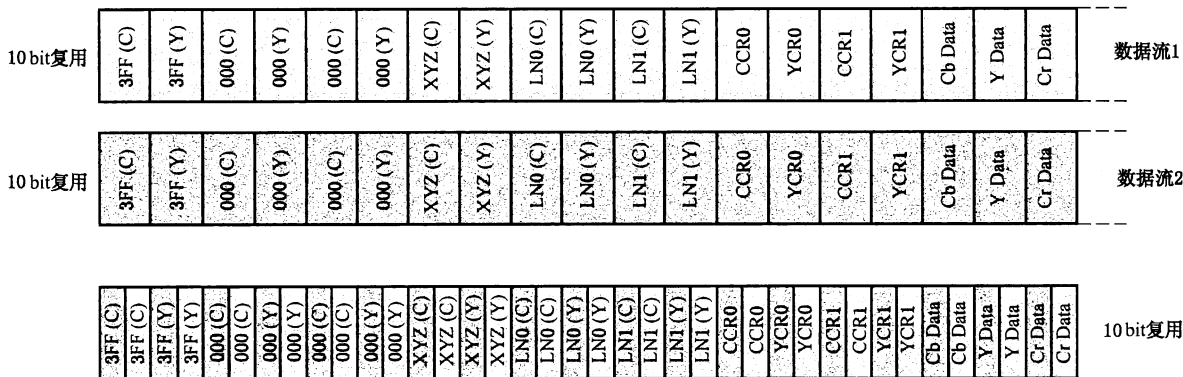 10 bit复用 3FF (C) 3FF (Y) 000 (C) 000 (Y) 000 (C) 000 (Y) XYZ (C) XYZ (Y) LN0 (C) LN0 (Y) LN1 (C) LN1 (Y) CCR0 YCR0 CCR1 YCR1 Cb Data Y Data Cr Data 数据流1
10 bit复用 3FF (C) 3FF (Y) 000 (C) 000 (Y) 000 (C) 000 (Y) XYZ (C) XYZ (Y) LN0 (C) LN0 (Y) LN1 (C) LN1 (Y) CCR0 YCR0 CCR1 YCR1 Cb Data Y Data Cr Data 数据流2
3FF (C) 3FF (C) 3FF (Y) 3FF (Y) 000 (C) 000 (C) 000 (Y) 000 (Y) 000 (C) 000 (C) 000 (Y) 000 (Y) XYZ (C) XYZ (C) XYZ (Y) XYZ (Y) LN0 (C) LN0 (C) LN0 (Y) LN0 (Y) LN1 (C) LN1 (C) LN1 (Y) LN1 (Y) CCR0 CCR0 YCR0 YCR0 CCR1 CCR1 YCR1 YCR1 Cb Data Cb Data Y Data Y Data Cr Data Cr Data 10 bit复用